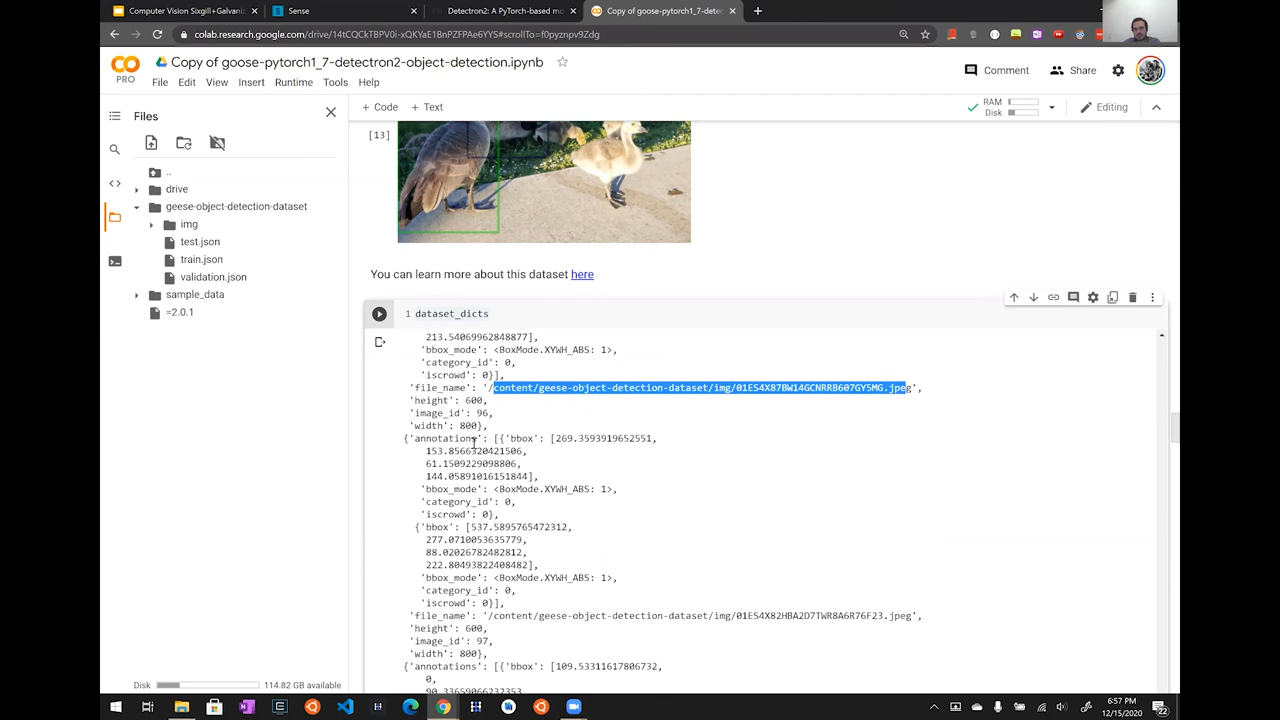 Computer Vision Sixgill+Galvani
Sense
Detectron2: A PyTorch-based mo
Copy of goose-pytorch1_7-detec
colab.research.google.com/drive/14tCQCkTBPV0i-xQKYaE1BnPZFPAe6YYS#scrollTo=f0pyznpv9Zdg
CO
PRO
Copy of goose-pytorch1_7-detectron2-object-detection.ipynb
File Edit View Insert Runtime Tools Help
Comment
Share
Files
+ Code + Text
RAM
Disk
Editing
..
drive
geese-object-detection-dataset
img
test.json
train.json
validation.json
sample_data
=2.0.1
Disk
114.82 GB available
[13]
You can learn more about this dataset here
1 dataset_dicts
213.54069962848877],
'bbox_mode': <BoxMode.XYWH_ABS: 1>,
'category_id': 0,
'iscrowd': 0}],
'file_name': '/content/geese-object-detection-dataset/img/01ES4X87BW14GCNRRB607GY5MG.jpeg',
'height': 600,
'image_id': 96,
'width': 800},
{'annotations': [{'bbox': [269.3593919652551,
153.8566320421506,
61.1509229098806,
144.05891016151844],
'bbox_mode': <BoxMode.XYWH_ABS: 1>,
'category_id': 0,
'iscrowd': 0},
{'bbox': [537.5895765472312,
277.0710053635779,
88.02026782482812,
222.80493822408482],
'bbox_mode': <BoxMode.XYWH_ABS: 1>,
'category_id': 0,
'iscrowd': 0}],
'file_name': '/content/geese-object-detection-dataset/img/01ES4X82HBA2D7TWR8A6R76F23.jpeg',
'height': 600,
'image_id': 97,
'width': 800},
{'annotations': [{'bbox': [109.53311617806732,
0,
90.33659066232353,
6:57 PM
12/15/2020
22